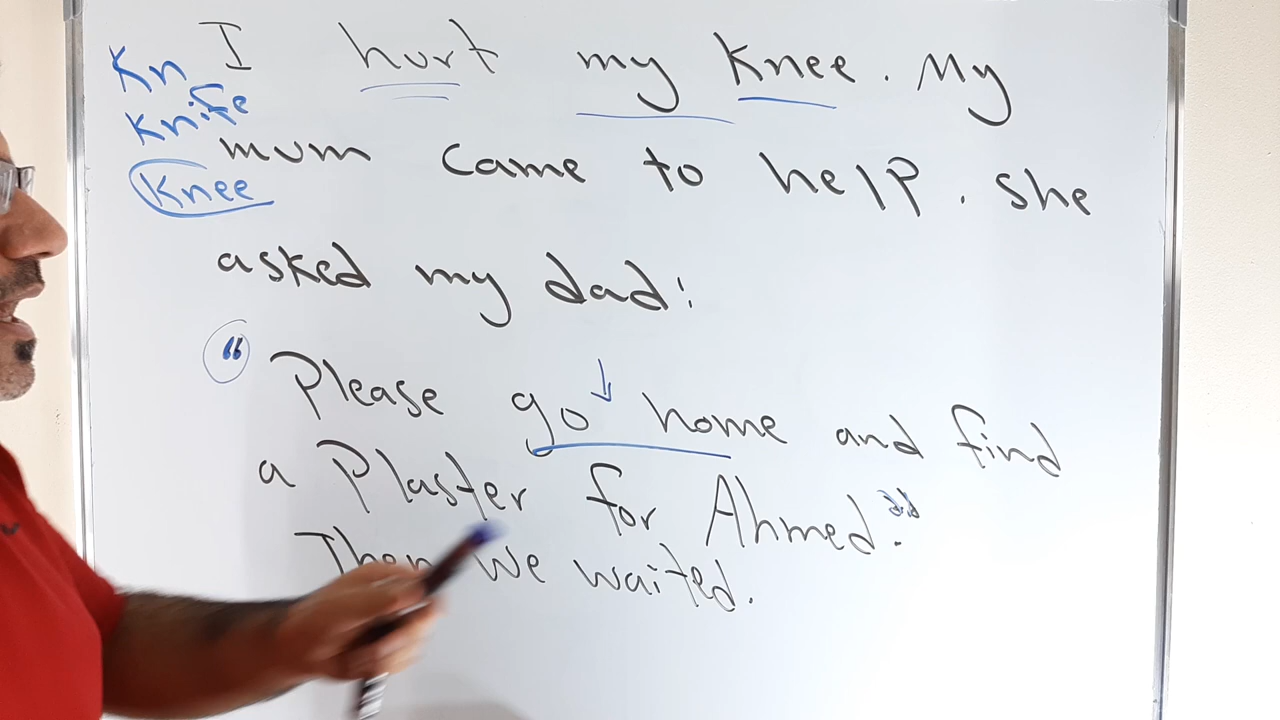 Kn
Knife
Knee
I hurt my Knee. My
mum came to help. She
asked my dad:
“Please go home and find
a Plaster for Ahmed.”
Then we waited.